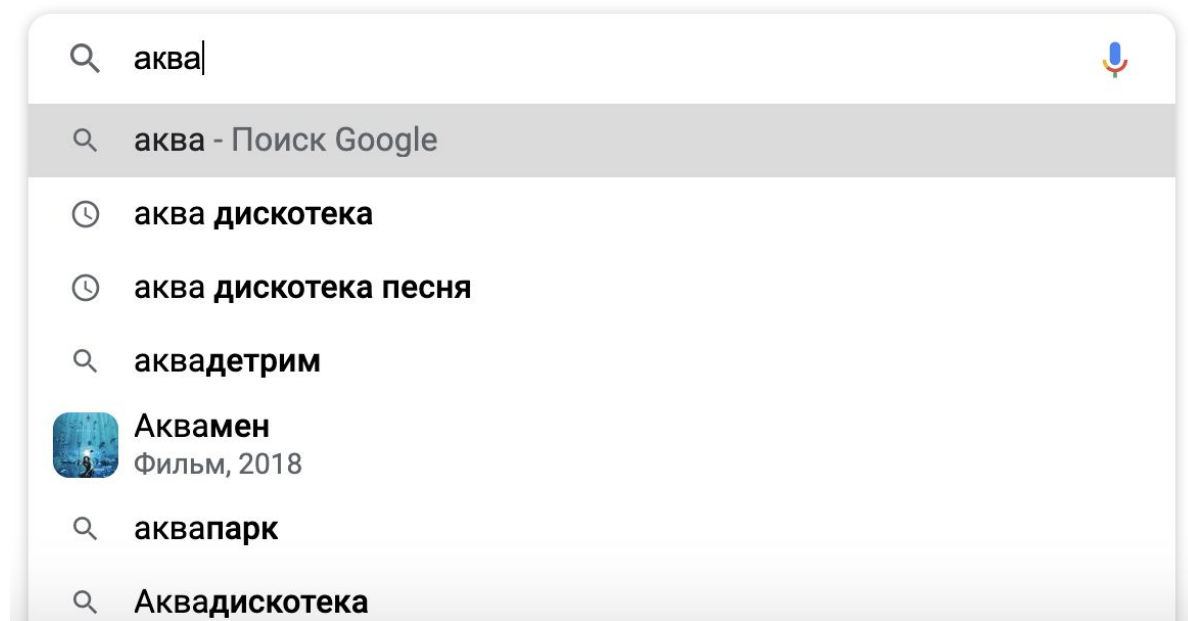 аква
аква - Поиск Google
аква дискотека
аква дискотека песня
аквадетрим
Аквамен
Фильм, 2018
аквапарк
Аквадискотека